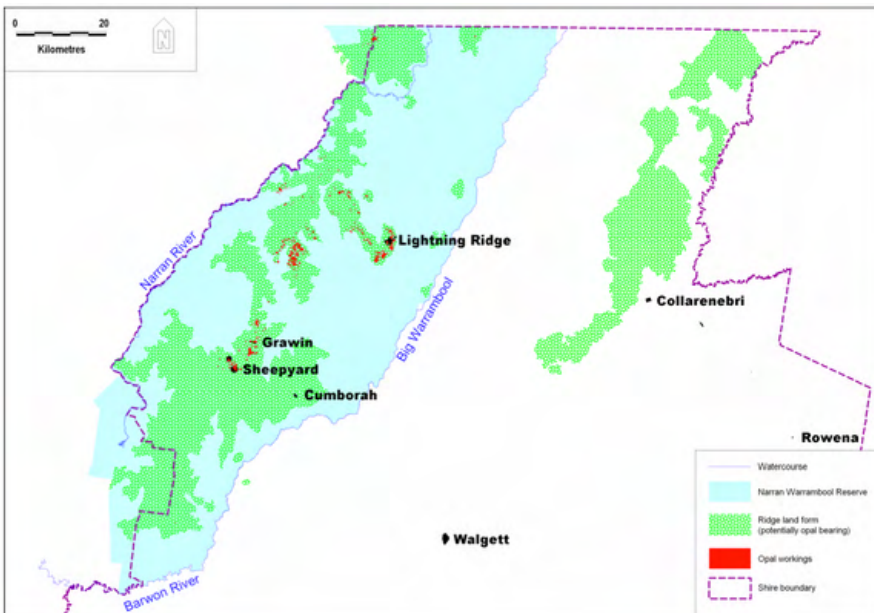 0 20
Kilometres
N
Narran River
Lightning Ridge
Big Warrambool
Collarenebri
Grawin
Sheepyard
Cumborah
Rowena
Walgett
Barwon River
Watercourse
Narran Warrambool Reserve
Ridge land form
(potentially opal bearing)
Opal workings
Shire boundary